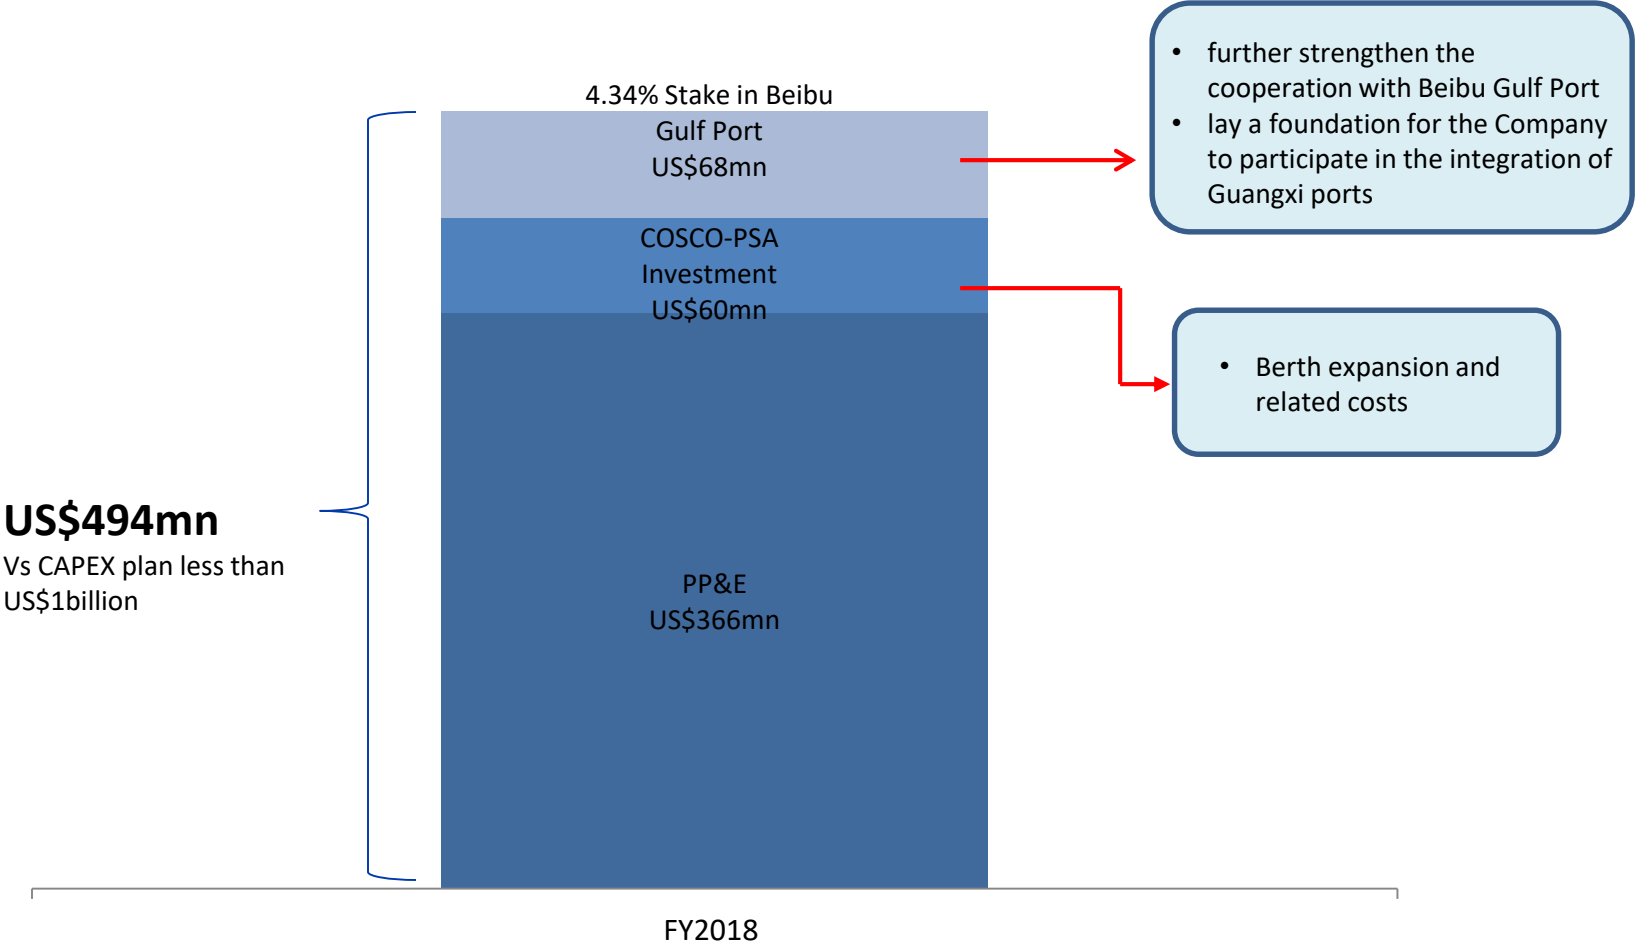 4.34% Stake in Beibu
Gulf Port
US$68mn
COSCO-PSA
Investment
US$60mn
PP&E
US$366mn
US$494mn
Vs CAPEX plan less than
US$1billion
• further strengthen the
cooperation with Beibu Gulf Port
• lay a foundation for the Company
to participate in the integration of
Guangxi ports
• Berth expansion and
related costs
FY2018